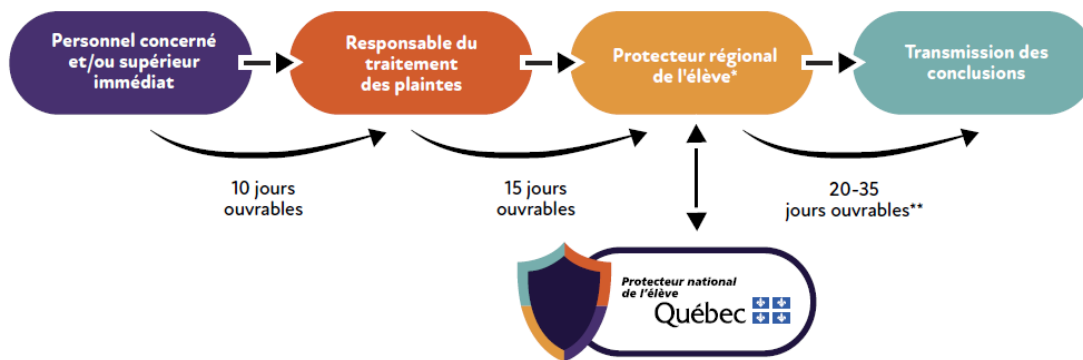 Personnel concerné
et/ou supérieur
immédiat
Responsable du
traitement
des plaintes
Protecteur régional
de l'élève*
Transmission des
conclusions
10 jours
ouvrables
15 jours
ouvrables
20-35
jours ouvrables**
Protecteur national
de l'élève
Québec